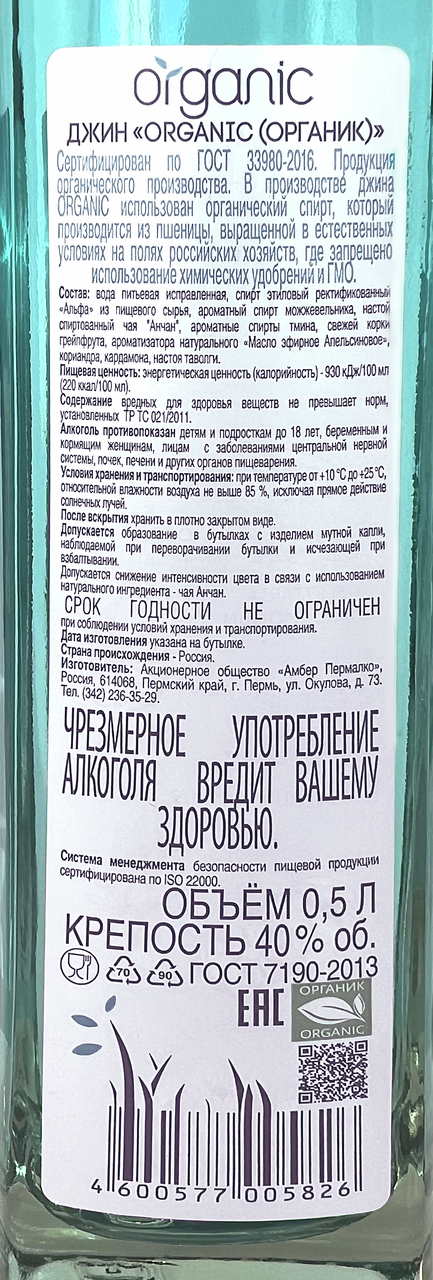 organic
ДЖИН «ORGANIC (ОРГАНИК)»
Сертифицирован по ГОСТ 33980-2016. Продукция
органического производства. В производстве джина
ORGANIC использован органический спирт, который
производится из пшеницы, выращенной в естественных
условиях на полях российских хозяйств, где запрещено
использование химических удобрений и ГМО.
Состав: вода питьевая исправленная, спирт этиловый ректификованный
«Альфа» из пищевого сырья, ароматный спирт можжевельника, настой
спиртованный чая "Анчан", ароматные спирты тмина, свежей корки
грейпфрута, ароматизатора натурального «Масло эфирное Апельсиновое»,
кориандра, кардамона, настоя таволги.
Пищевая ценность: энергетическая ценность (калорийность) - 930 кДж/100 мл
(220 ккал/100 мл).
Содержание вредных для здоровья веществ не превышает норм,
установленных ТР ТС 021/2011.
Алкоголь противопоказан детям и подросткам до 18 лет, беременным и
кормящим женщинам, лицам с заболеваниями центральной нервной
системы, почек, печени и других органов пищеварения.
Условия хранения и транспортирования: при температуре от +10 °С до +25 °С,
относительной влажности воздуха не выше 85 %, исключая прямое действие
солнечных лучей.
После вскрытия хранить в плотно закрытом виде.
Допускается образование в бутылках с изделием мутной капли,
наблюдаемой при переворачивании бутылки и исчезающей при
взбалтывании.
Допускается снижение интенсивности цвета в связи с использованием
натурального ингредиента - чая Анчан.
СРОК ГОДНОСТИ НЕ ОГРАНИЧЕН
при соблюдении условий хранения и транспортирования.
Дата изготовления указана на бутылке.
Страна происхождения - Россия.
Изготовитель: Акционерное общество «Амбер Пермалко»,
Россия, 614068, Пермский край, г. Пермь, ул. Окулова, д. 73.
Тел. (342) 236-35-29.
ЧРЕЗМЕРНОЕ УПОТРЕБЛЕНИЕ
АЛКОГОЛЯ ВРЕДИТ ВАШЕМУ
ЗДОРОВЬЮ.
Система менеджмента безопасности пищевой продукции
сертифицирована по ISO 22000.
ОБЪЁМ 0,5 Л
КРЕПОСТЬ 40 % об.
70 90 ГОСТ 7190-2013
ЕАС
ОРГАНИК
ORGANIC
4 600577 005826